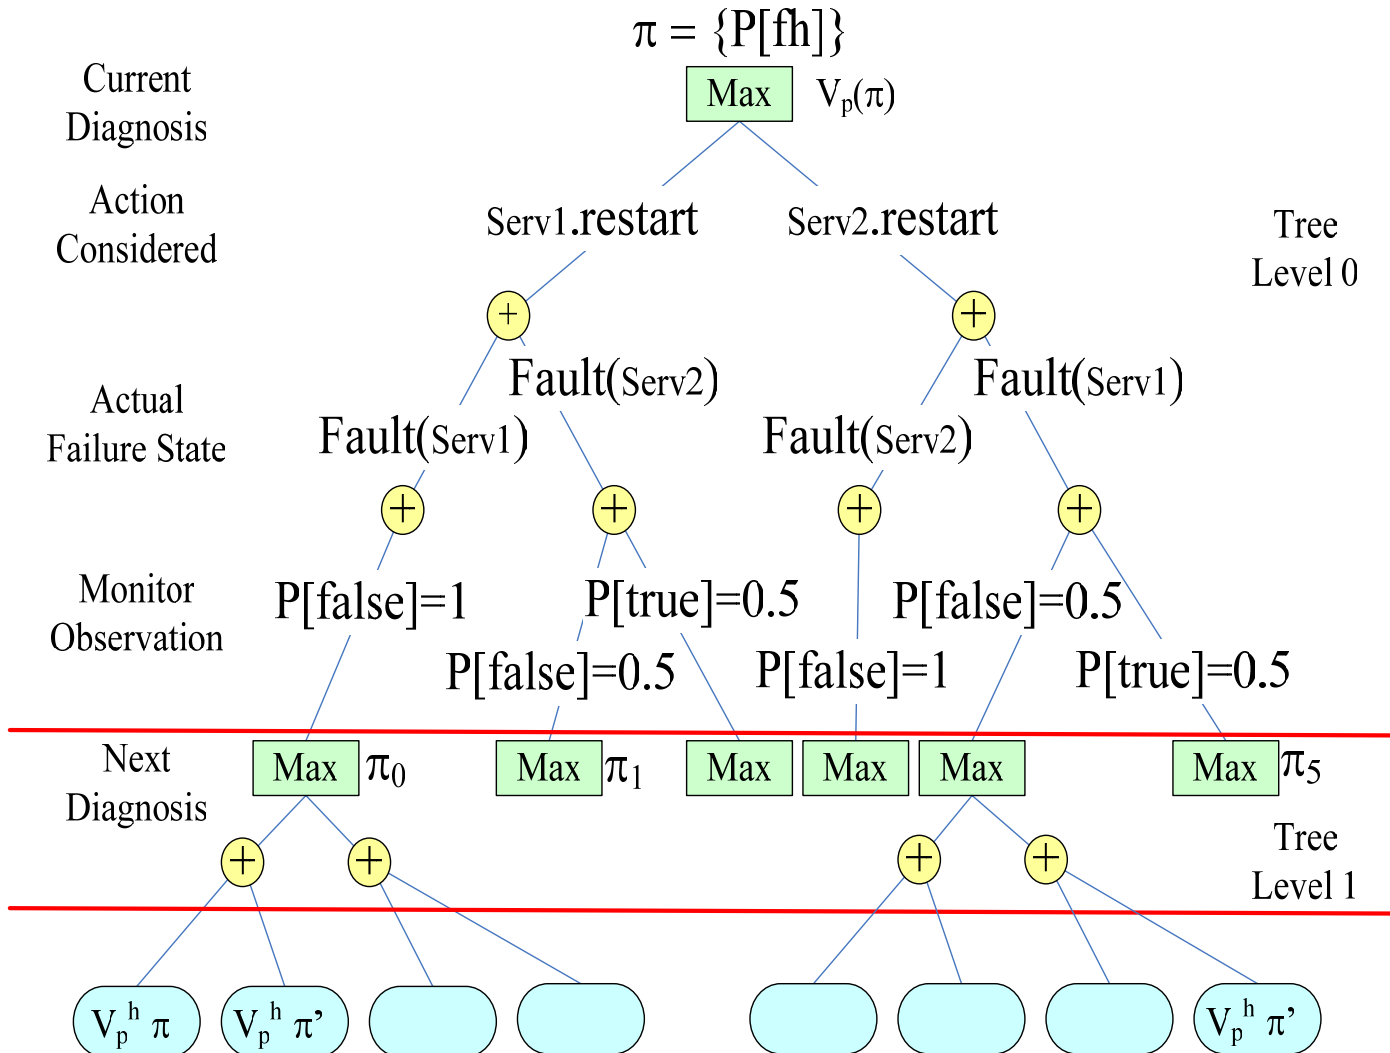 π = {P[fh]}
Current
Diagnosis
Max
Vₚ(π)
Action
Considered
Serv1.restart
Serv2.restart
Tree
Level 0
+
+
Actual
Failure State
Fault(Serv2)
Fault(Serv1)
Fault(Serv1)
Fault(Serv2)
+
+
+
+
Monitor
Observation
P[false]=1
P[true]=0.5
P[false]=0.5
P[false]=0.5
P[false]=1
P[true]=0.5
Next
Diagnosis
Max π₀
Max π₁
Max
Max
Max
Max π₅
+
+
+
+
Tree
Level 1
Vₚʰ π
Vₚʰ π’
Vₚʰ π’